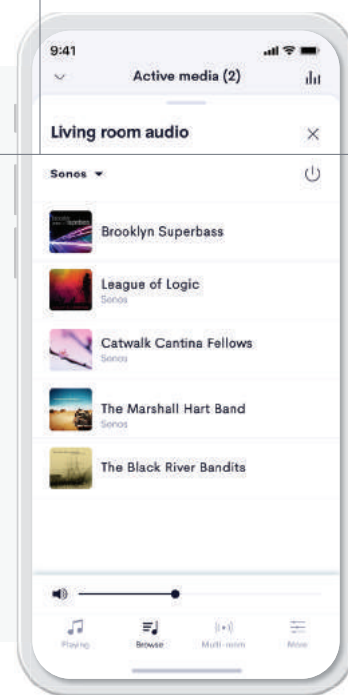 9:41
Active media (2)
Living room audio
Sonos
Brooklyn Superbass
League of Logic
Sonos
Catwalk Cantina Fellows
Sonos
The Marshall Hart Band
Sonos
The Black River Bandits
Playing
Browse
Multi-room
More